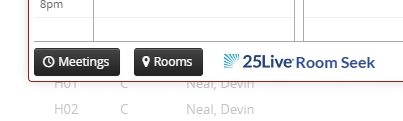 8pm
Meetings Rooms 25Live Room Seek
H01 C Neal, Devin
H02 C Neal, Devin